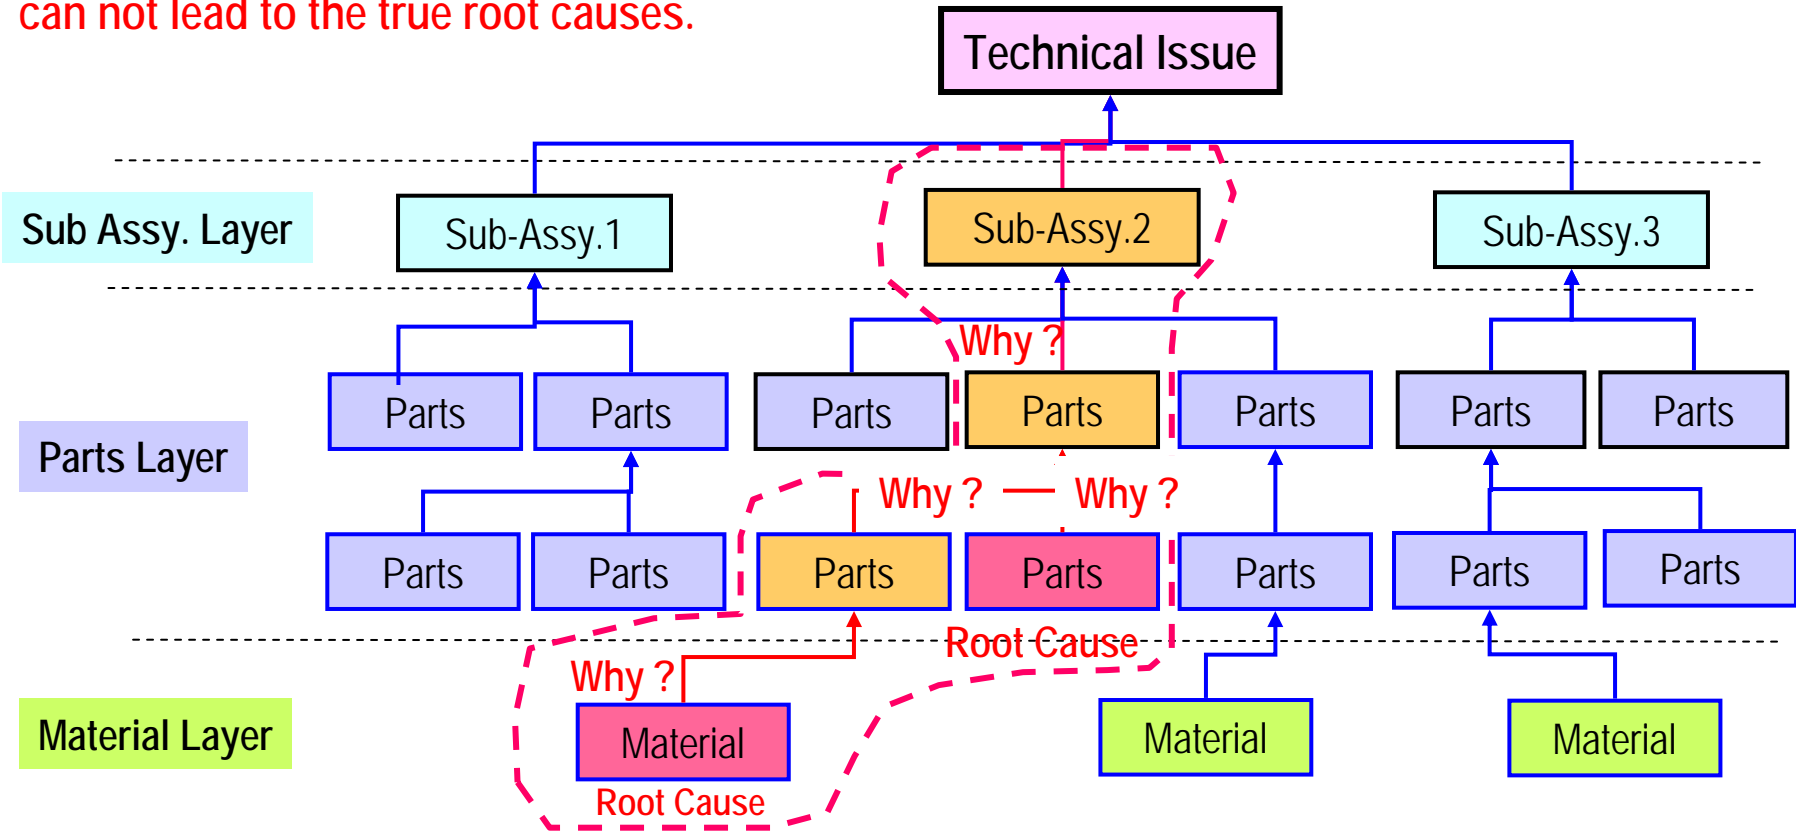 can not lead to the true root causes.
Technical Issue
Sub Assy. Layer
Sub-Assy.1
Sub-Assy.2
Sub-Assy.3
Why ?
Parts
Parts
Parts
Parts
Parts
Parts
Parts
Parts Layer
Why ?
Why ?
Parts
Parts
Parts
Parts
Parts
Parts
Parts
Root Cause
Why ?
Material Layer
Material
Material
Material
Root Cause